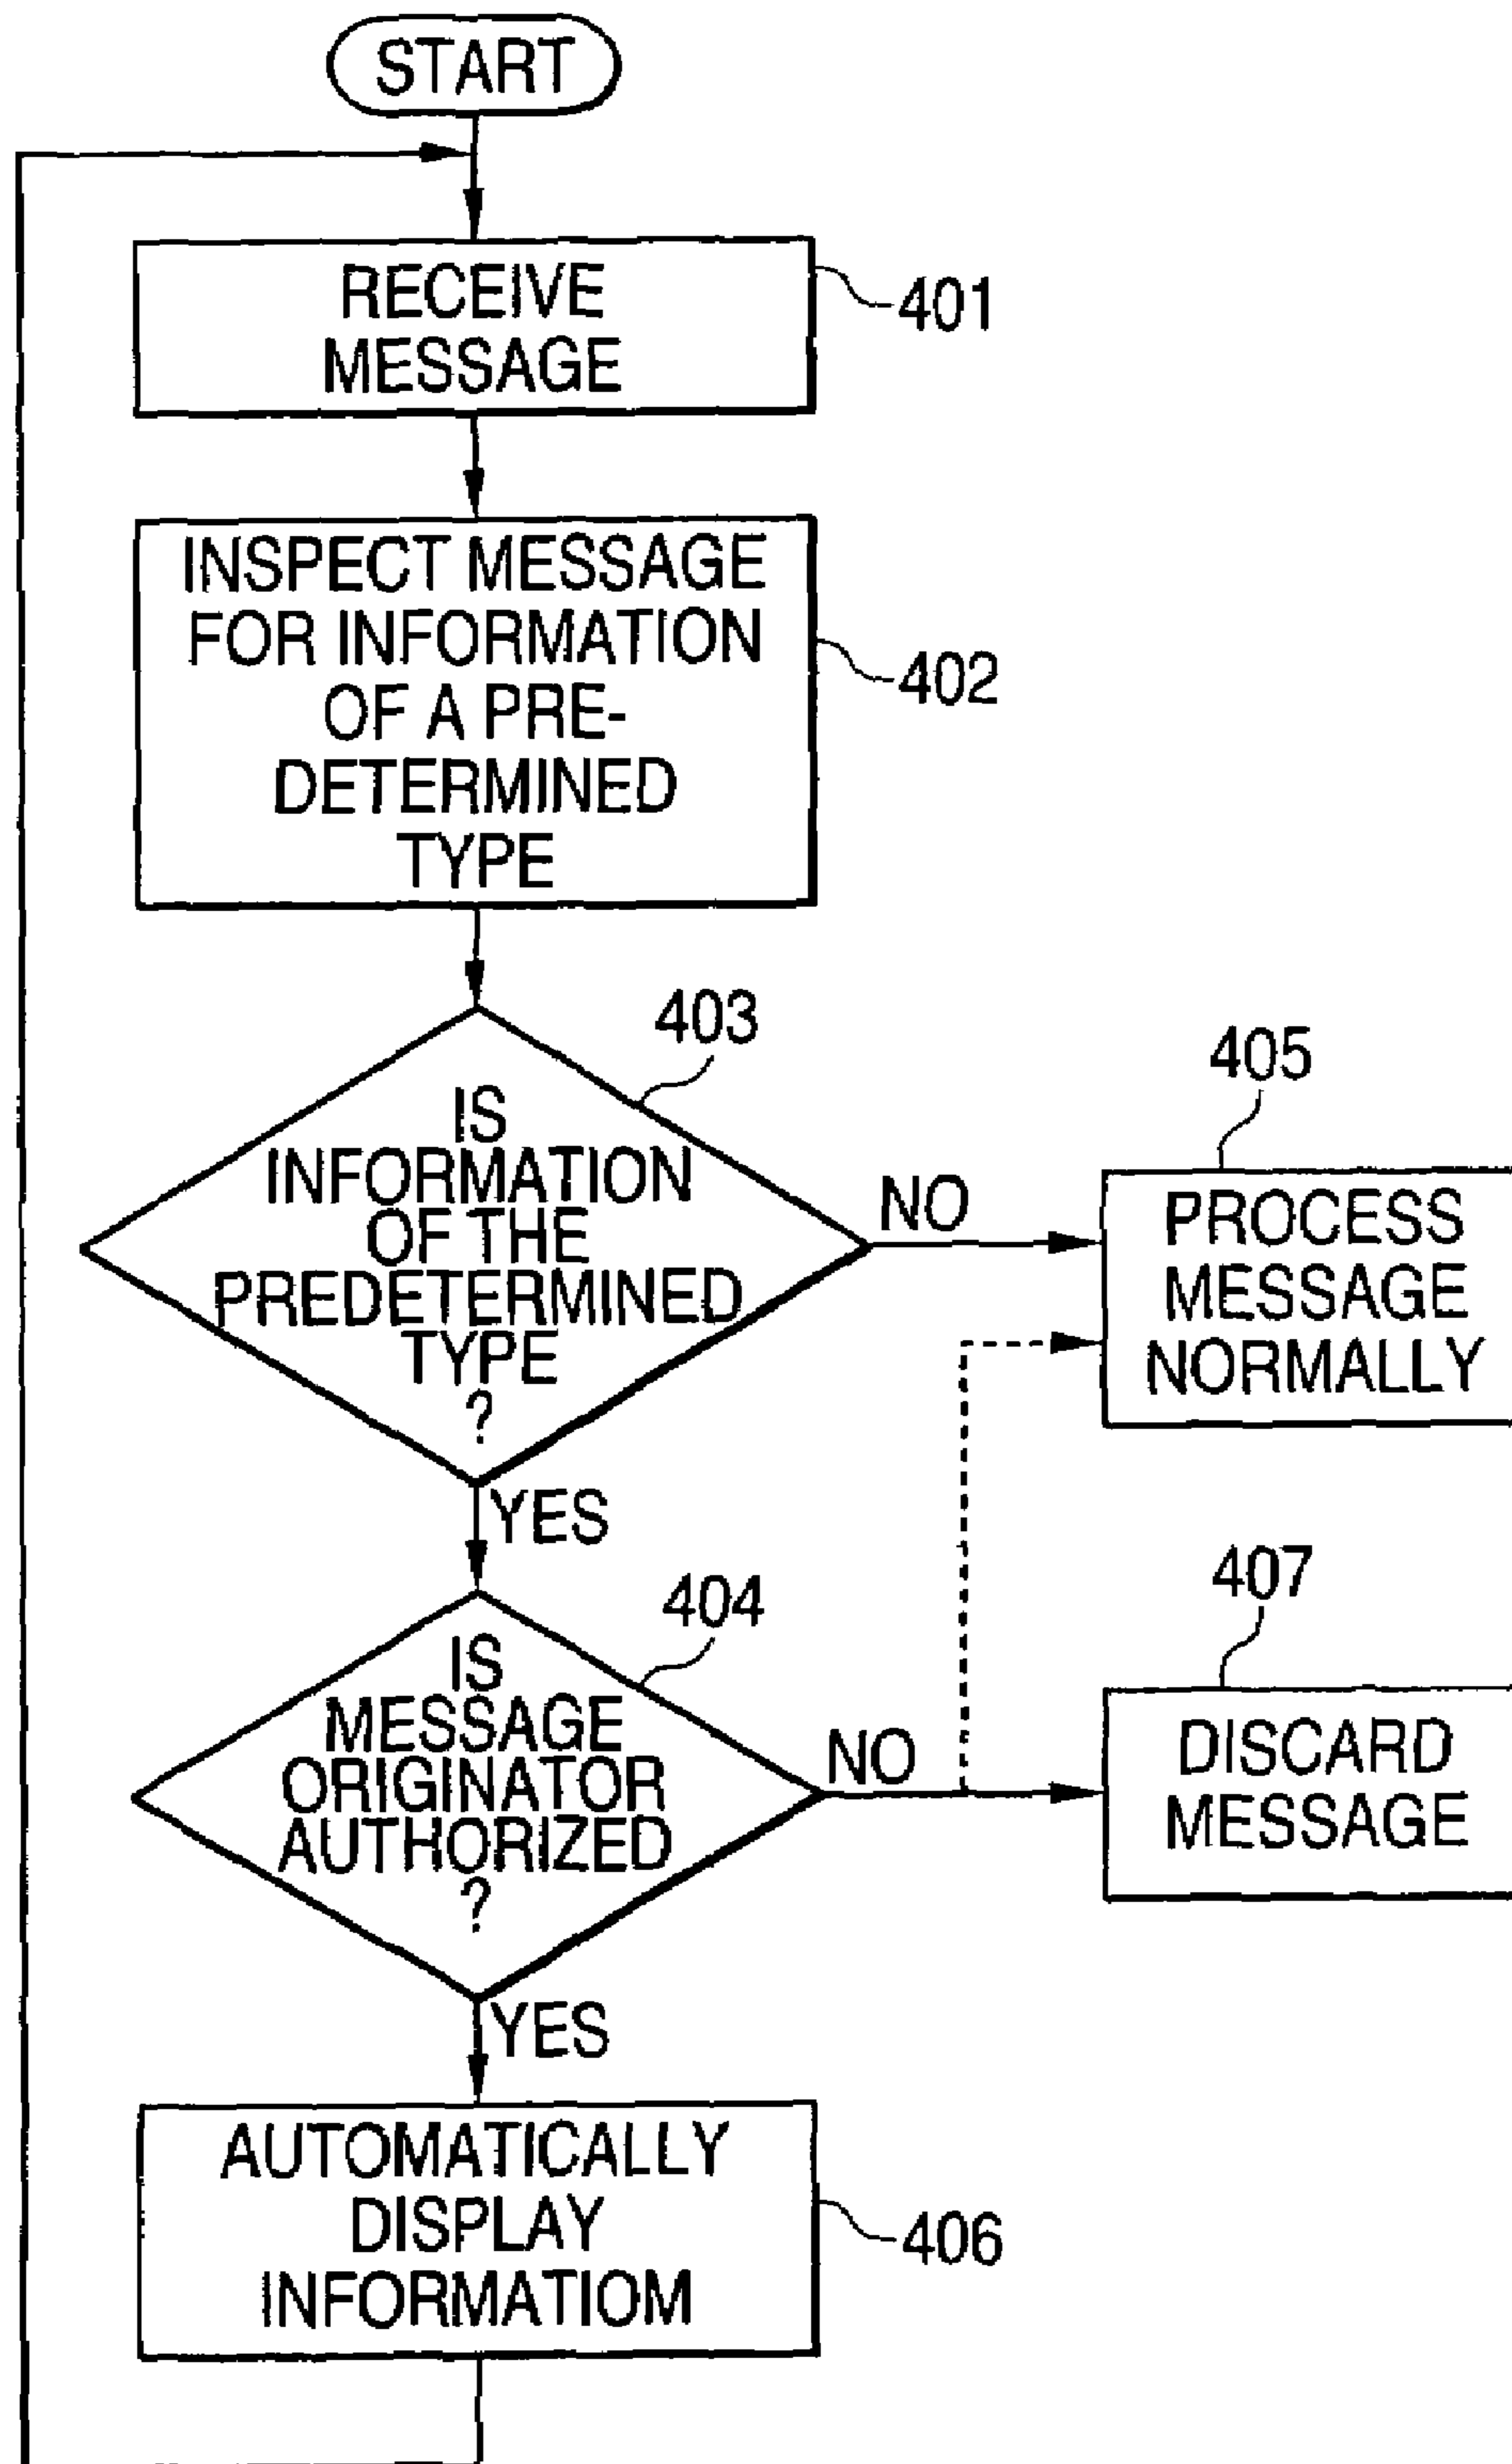 START
RECEIVE
MESSAGE
401
INSPECT MESSAGE
FOR INFORMATION
OF A PRE-
DETERMINED
TYPE
402
403
IS
INFORMATION
OF THE
PREDETERMINED
TYPE
?
NO
405
PROCESS
MESSAGE
NORMALLY
YES
404
IS
MESSAGE
ORIGINATOR
AUTHORIZED
?
NO
407
DISCARD
MESSAGE
YES
AUTOMATICALLY
DISPLAY
INFORMATIOM
406